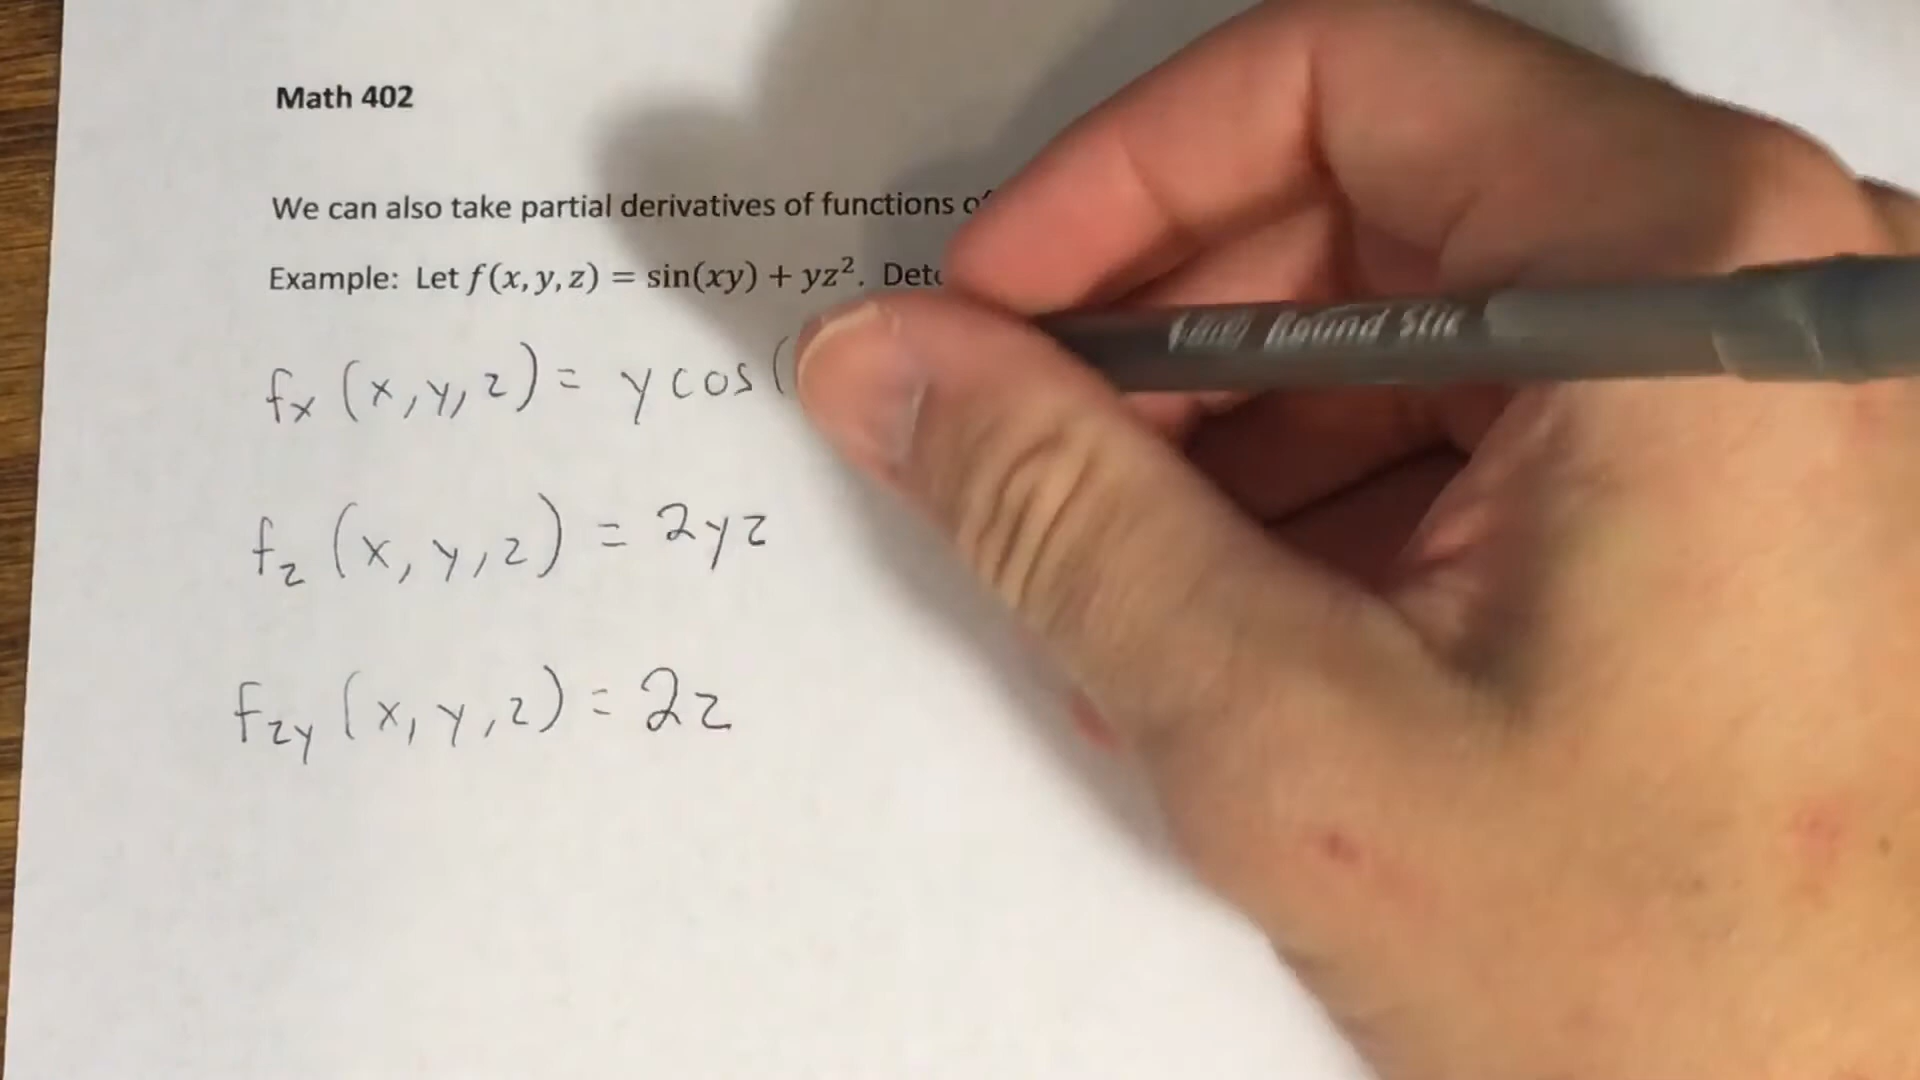 Math 402
We can also take partial derivatives of functions
Example: Let f(x, y, z) = sin(xy) + yz².
fx (x, y, z) = y cos (
Round Stic
fz (x, y, z) = 2yz
fzy (x, y, z) = 2z